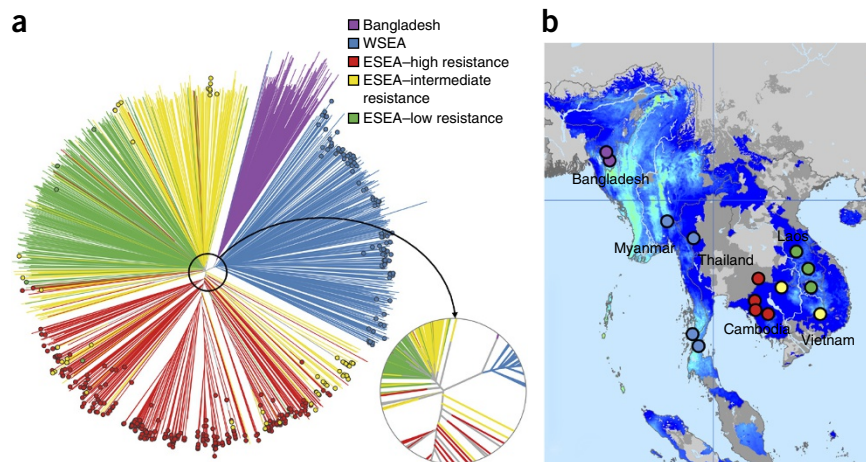 a
Bangladesh
WSEA
ESEA–high resistance
ESEA–intermediate
resistance
ESEA–low resistance
b
Bangladesh
Myanmar
Laos
Thailand
Cambodia
Vietnam